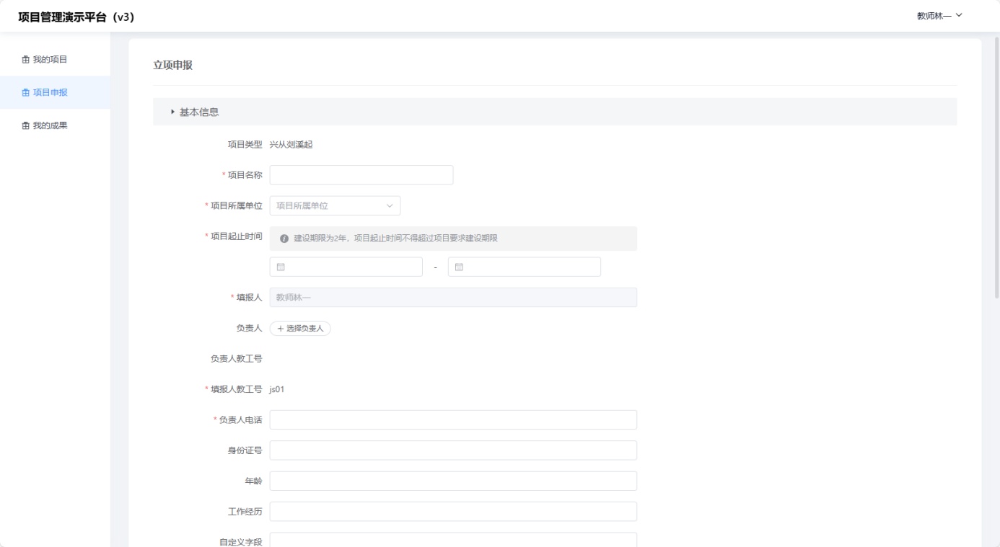 项目管理演示平台（v3）
教师林一
我的项目
项目申报
我的成果
立项申报
基本信息
项目类型 兴从剡溪起
* 项目名称
* 项目所属单位 项目所属单位
* 项目起止时间 建设期限为2年，项目起止时间不得超过项目要求建设期限
-
* 填报人 教师林一
负责人 + 选择负责人
负责人教工号
* 填报人教工号 js01
* 负责人电话
身份证号
年龄
工作经历
自定义字段